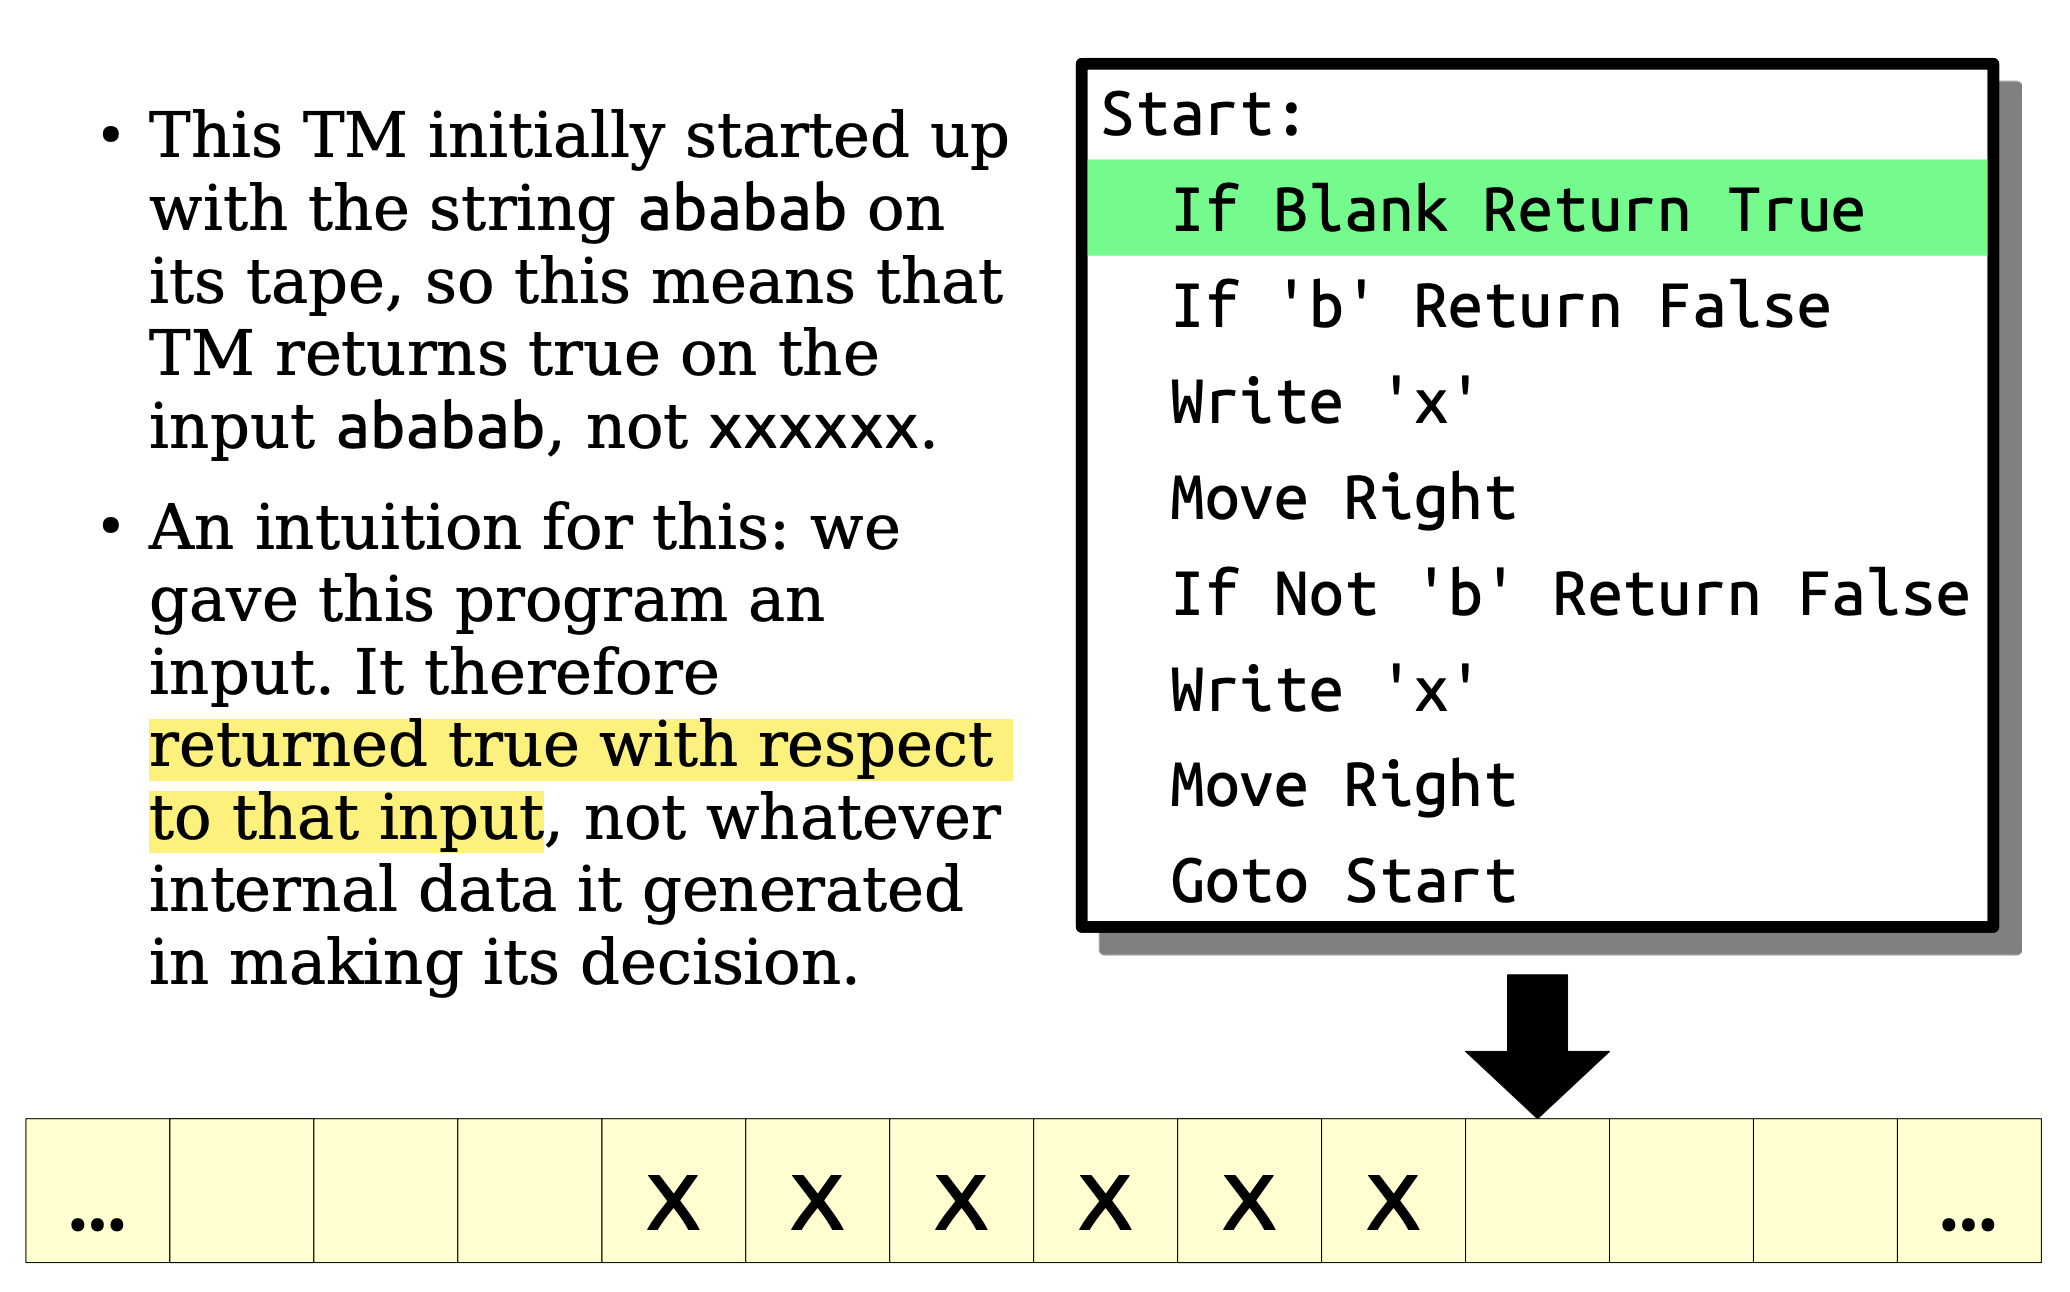 • This TM initially started up
with the string ababab on
its tape, so this means that
TM returns true on the
input ababab, not xxxxxx.
• An intuition for this: we
gave this program an
input. It therefore
returned true with respect
to that input, not whatever
internal data it generated
in making its decision.
Start:
If Blank Return True
If 'b' Return False
Write 'x'
Move Right
If Not 'b' Return False
Write 'x'
Move Right
Goto Start
… x x x x x x …